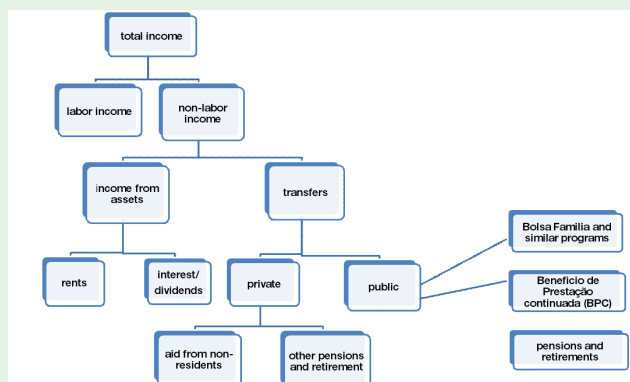 total income
labor income
non-labor
income
income from
assets
transfers
Bolsa Familia and
similar programs
rents
interest/
dividends
private
public
Beneficio de
Prestação
continuada (BPC)
aid from non-
residents
other pensions
and retirement
pensions and
retirements